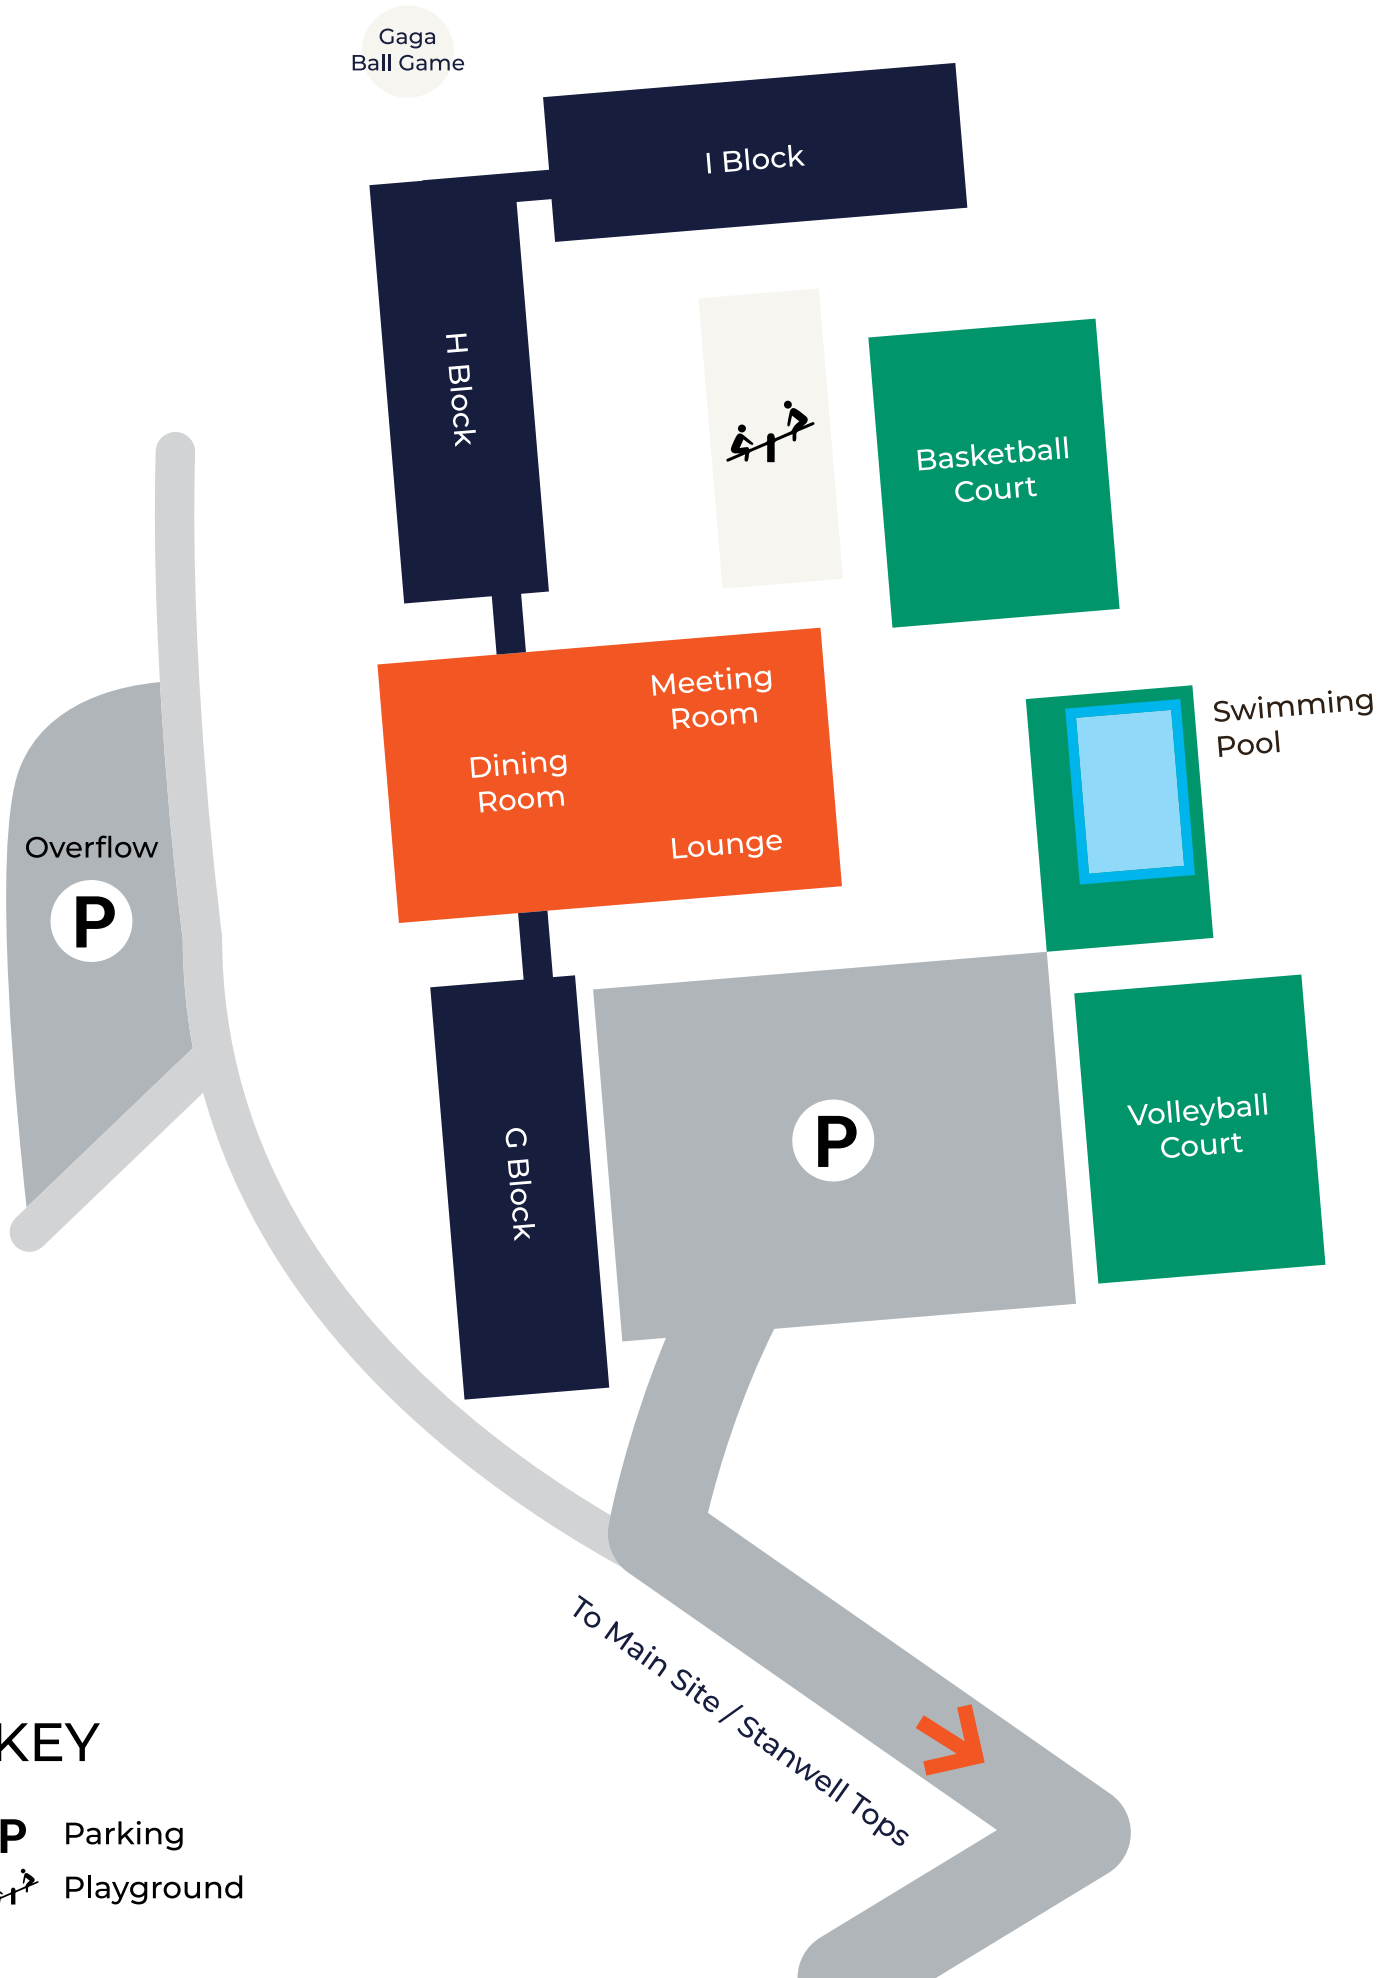 Gaga
Ball Game
I Block
H Block
Basketball
Court
Meeting
Room
Swimming
Pool
Dining
Room
Lounge
Overflow
P
G Block
P
Volleyball
Court
To Main Site / Stanwell Tops
KEY
P Parking
Playground